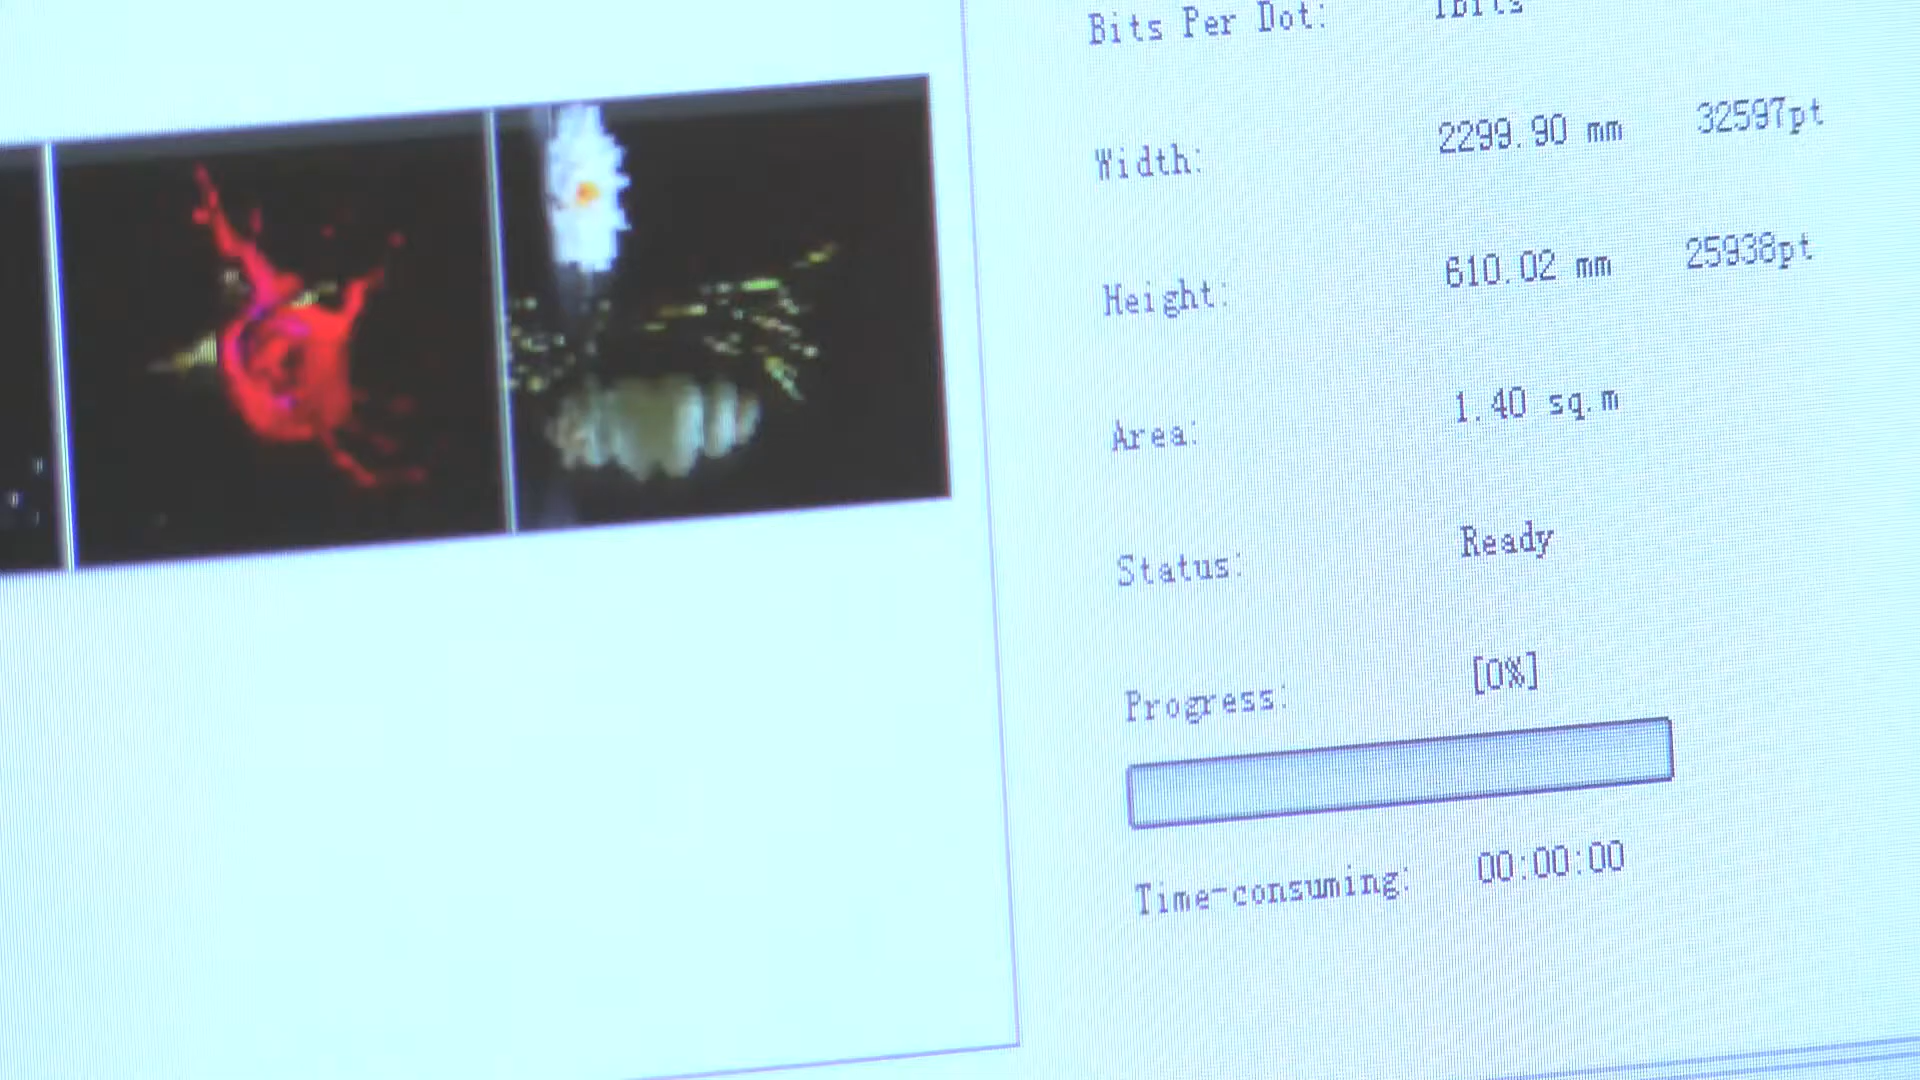 Bits Per Dot: 1Bits
Width: 2299.90 mm 32597pt
Height: 610.02 mm 25938pt
Area: 1.40 sq.m
Status: Ready
Progress: [0%]
Time-consuming: 00:00:00